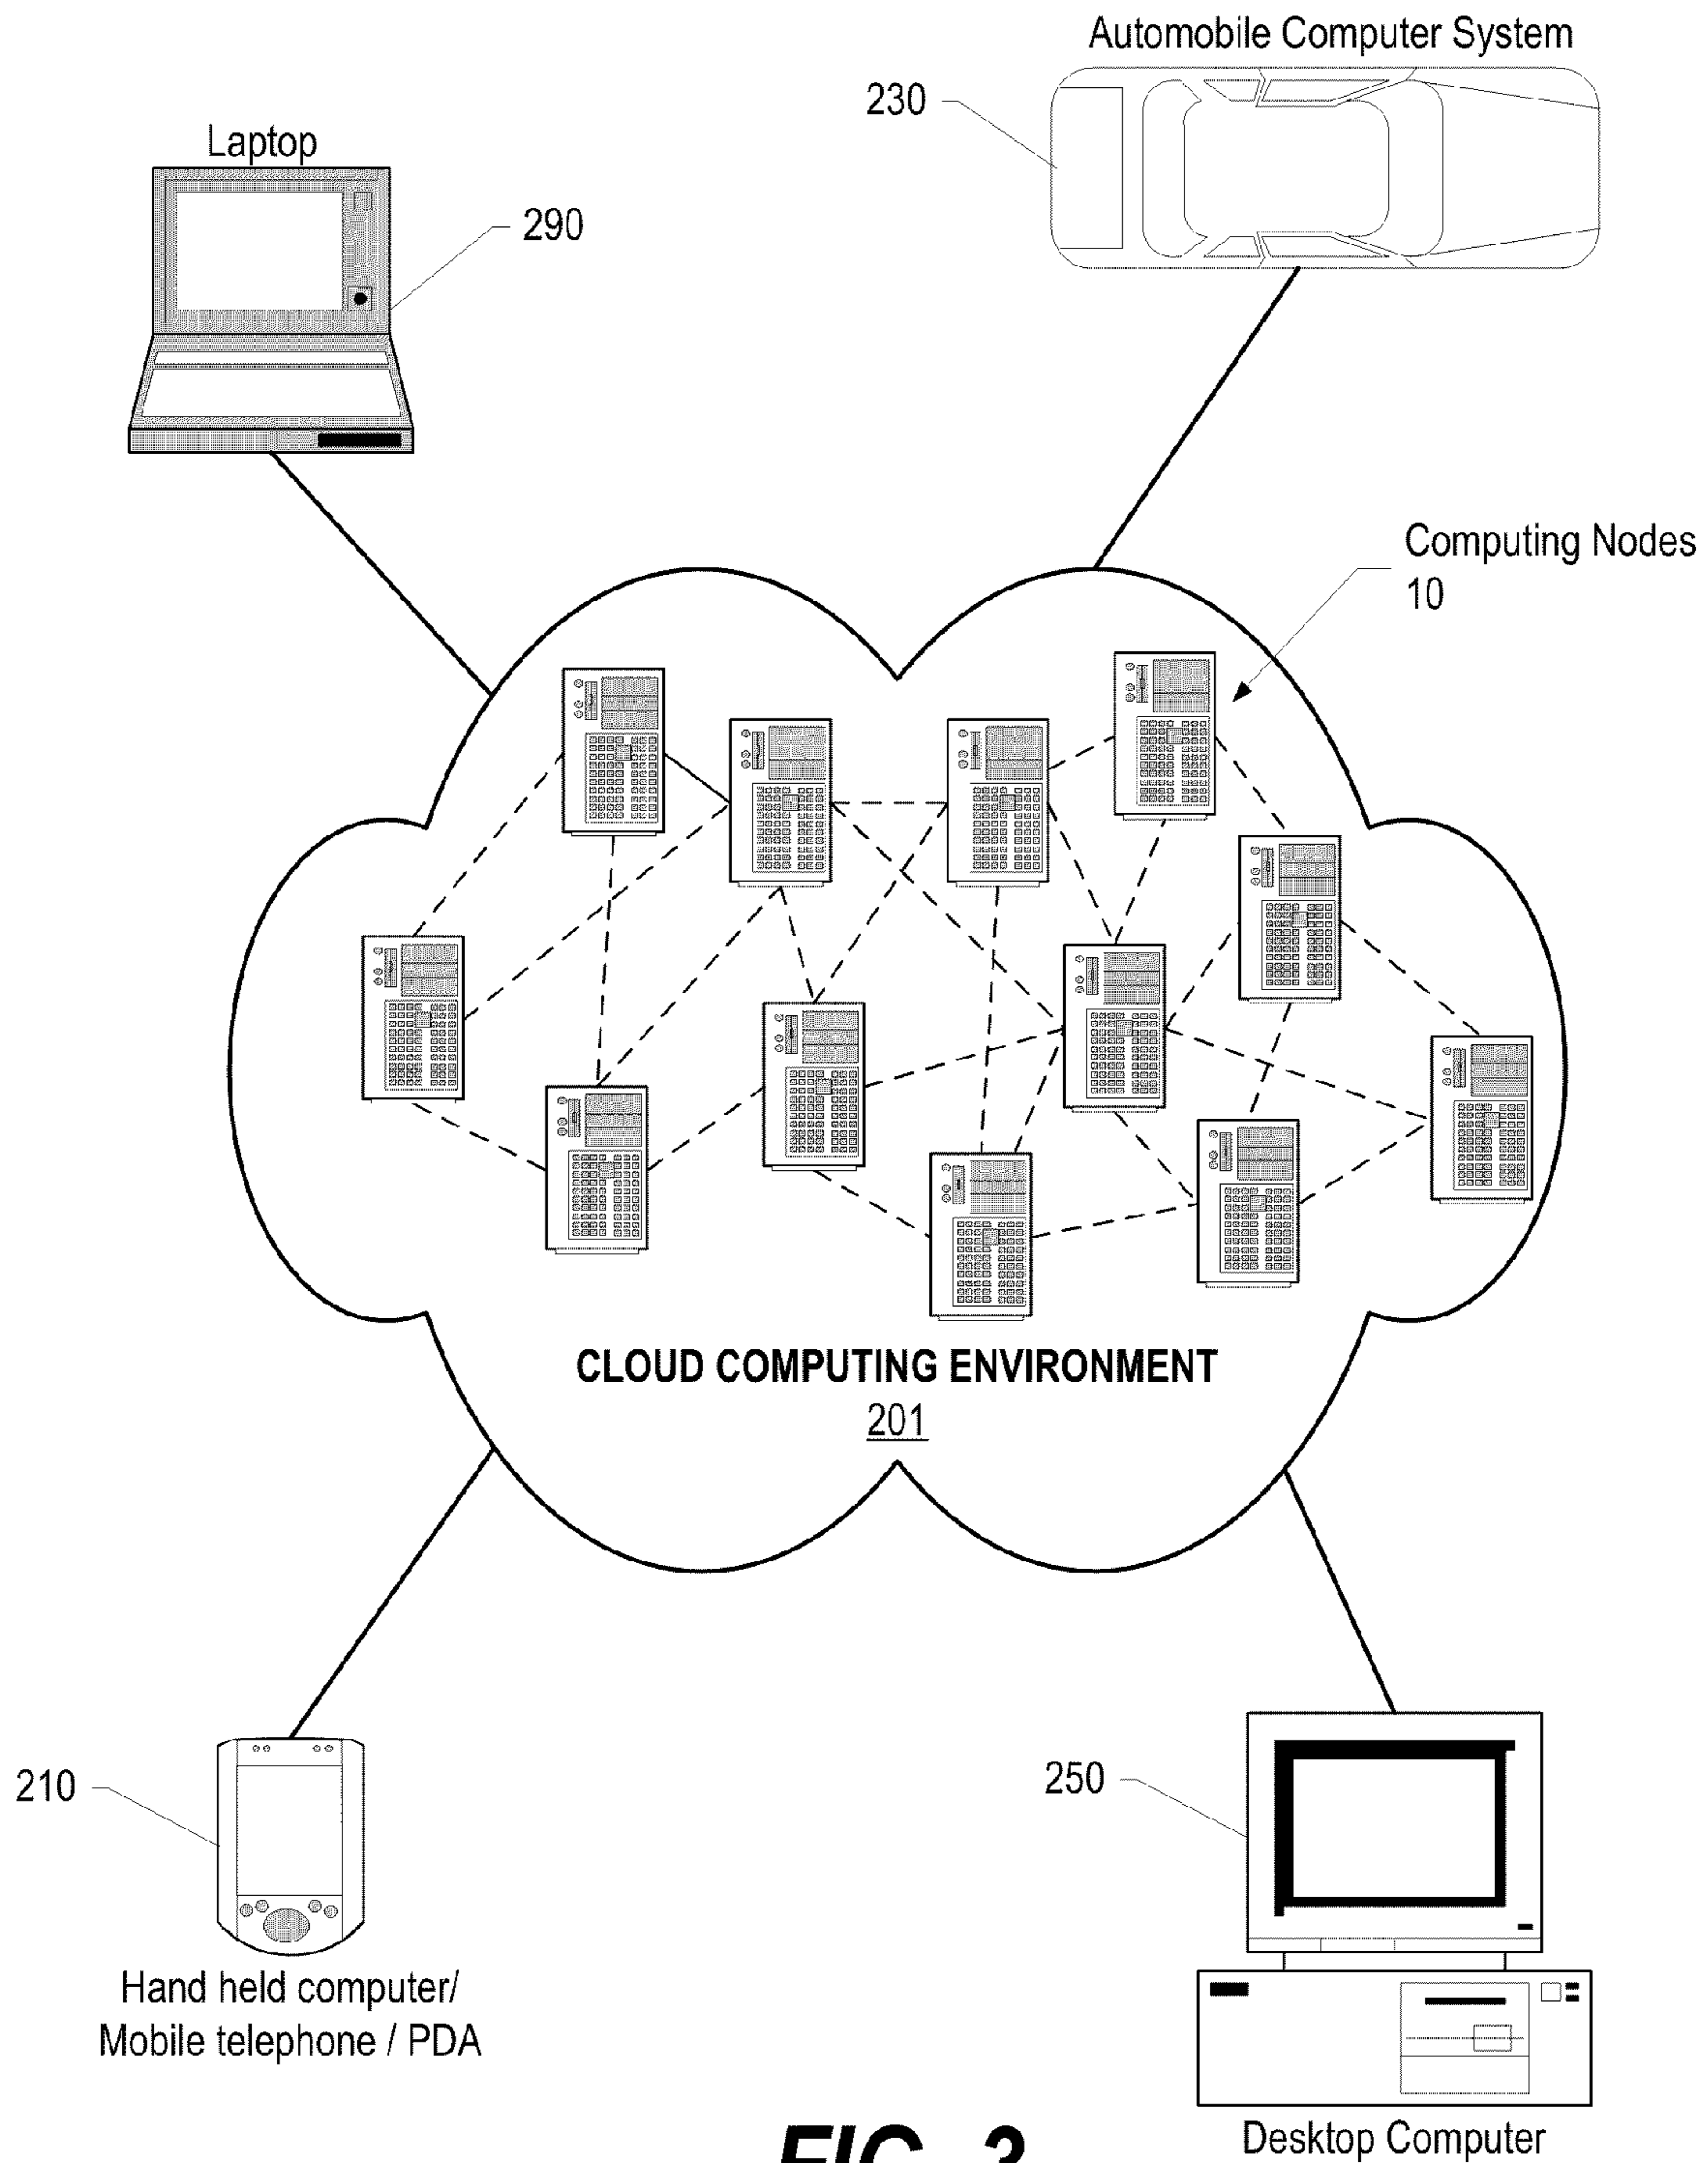 Automobile Computer System
230
Laptop
290
Computing Nodes
10
CLOUD COMPUTING ENVIRONMENT
201
210
250
Hand held computer/
Mobile telephone / PDA
Desktop Computer
FIG.